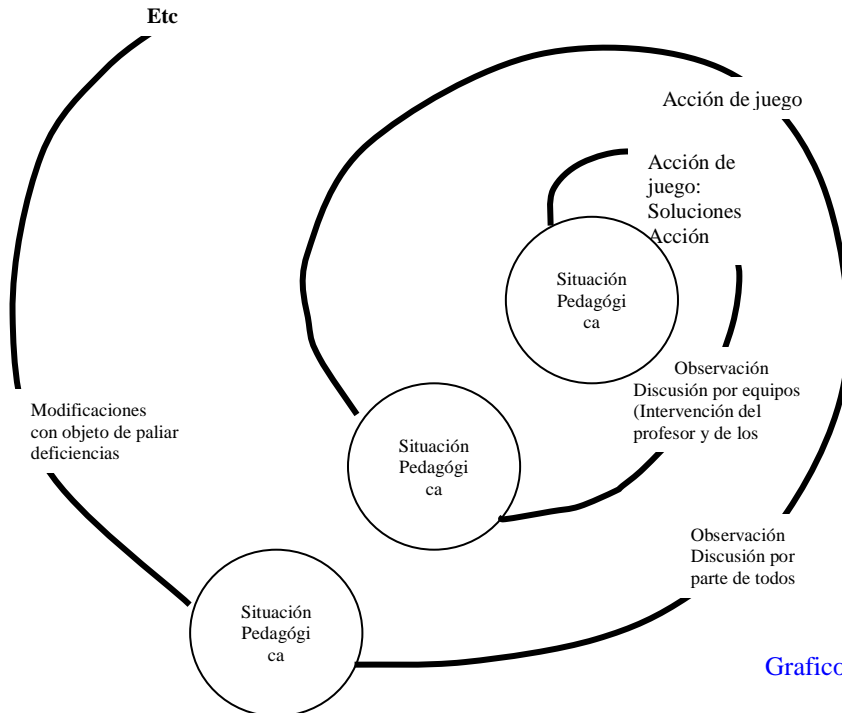 Etc
Acción de juego
Acción de
juego:
Soluciones
Acción
Situación
Pedagógi
ca
Observación
Discusión por equipos
(Intervención del
profesor y de los
Modificaciones
con objeto de paliar
deficiencias
Situación
Pedagógi
ca
Observación
Discusión por
parte de todos
Situación
Pedagógi
ca
Grafico